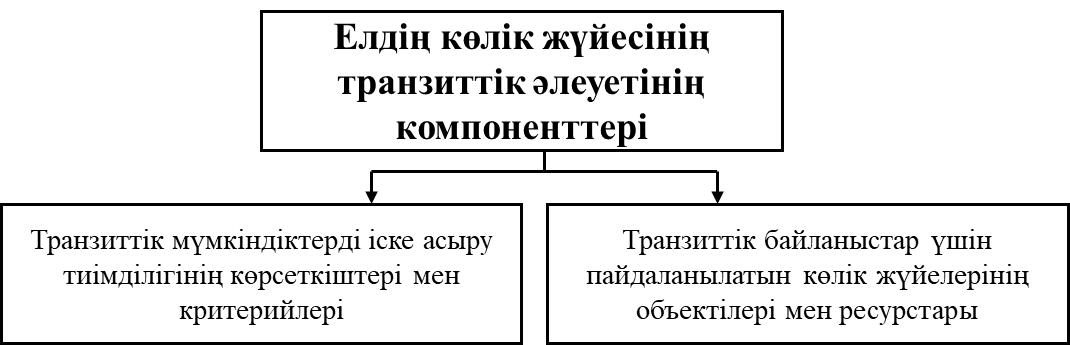 Елдің көлік жүйесінің
транзиттік әлеуетінің
компоненттері
Транзиттік мүмкіндіктерді іске асыру
тиімділігінің көрсеткіштері мен
критерийлері
Транзиттік байланыстар үшін
пайдаланылатын көлік жүйелерінің
объектілері мен ресурстары